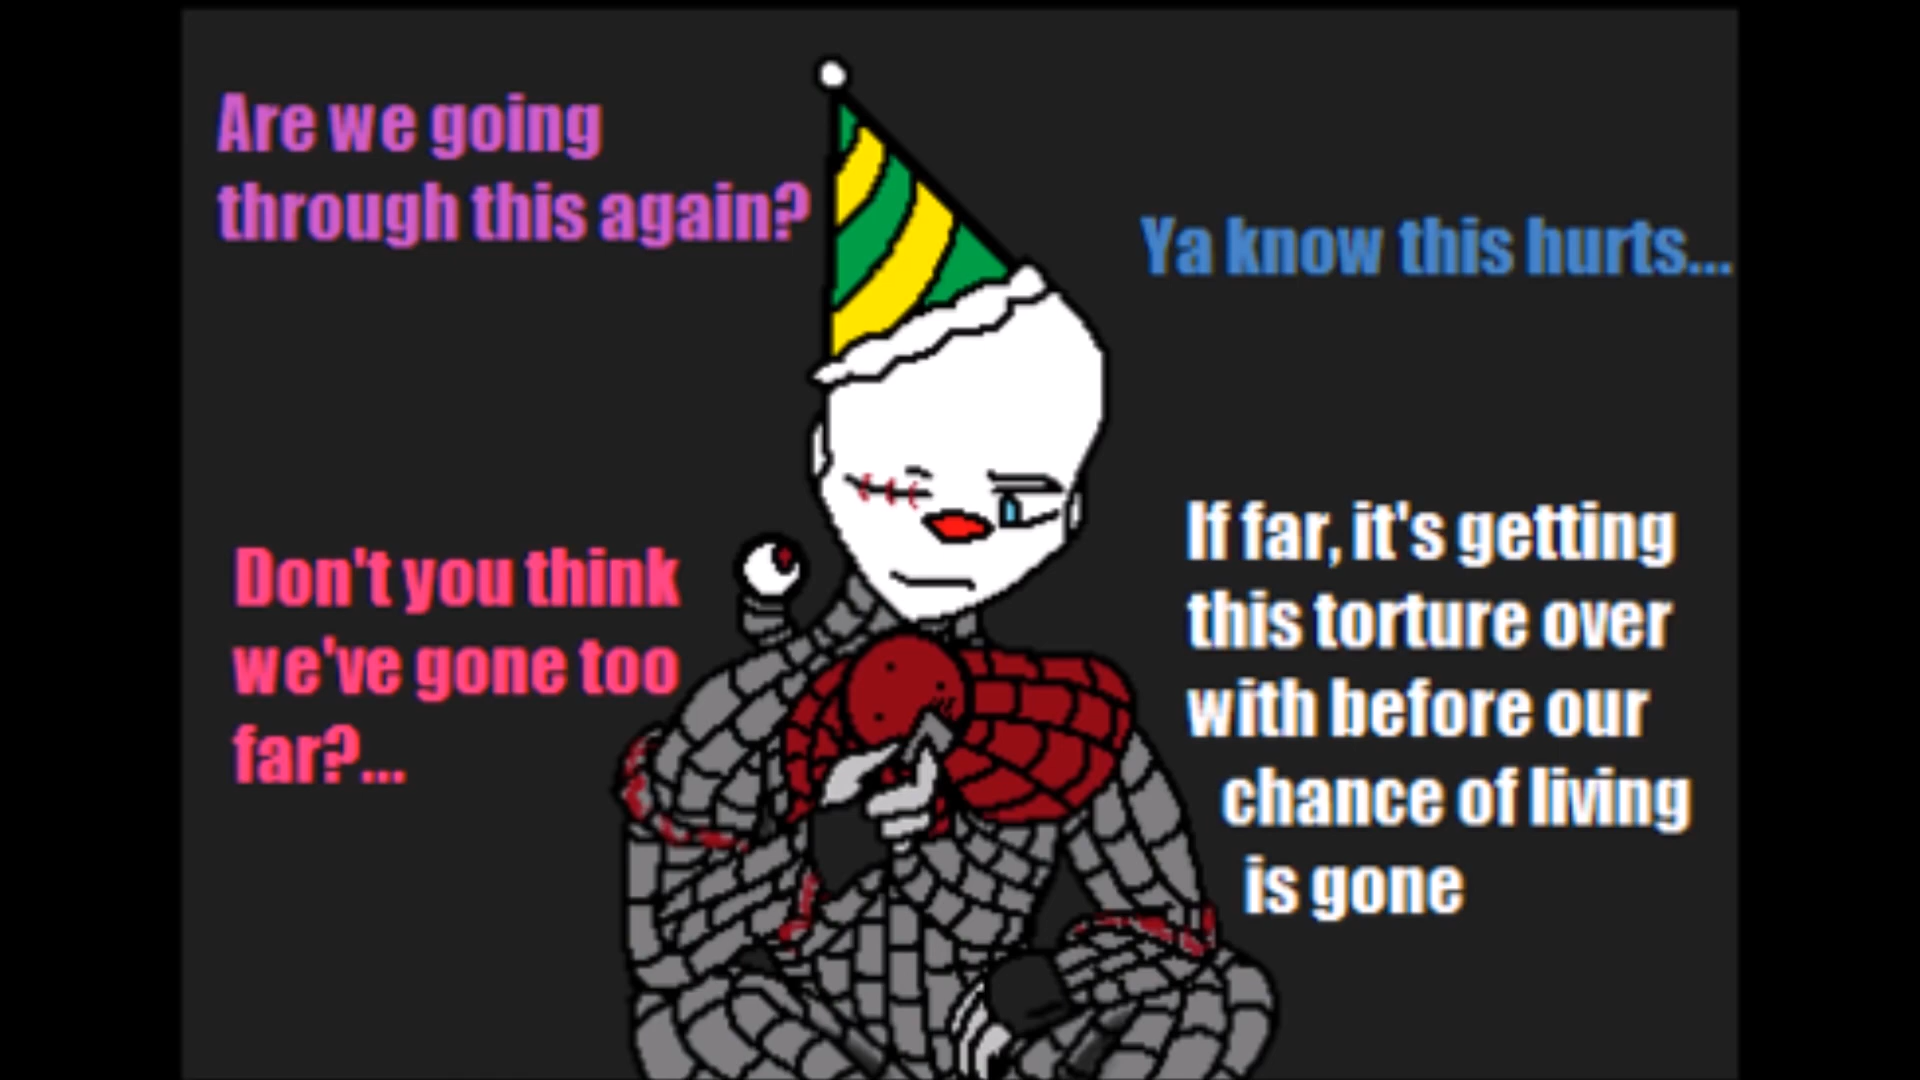 Are we going
through this again?
Ya know this hurts...
Don't you think
we've gone too
far?...
If far, it's getting
this torture over
with before our
chance of living
is gone